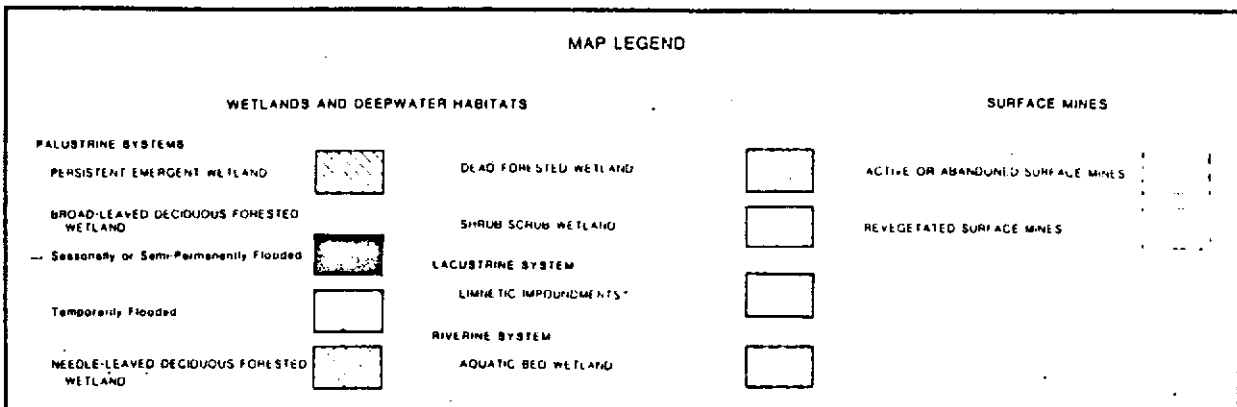 MAP LEGEND
WETLANDS AND DEEPWATER HABITATS
PALUSTRINE SYSTEMS
PERSISTENT EMERGENT WETLAND
BROAD-LEAVED DECIDUOUS FORESTED
WETLAND
Seasonally or Semi-Permanently Flooded
Temporarily Flooded
NEEDLE-LEAVED DECIDUOUS FORESTED
WETLAND
DEAD FORESTED WETLAND
SHRUB SCRUB WETLAND
LACUSTRINE SYSTEM
LIMNETIC IMPOUNDMENTS*
RIVERINE SYSTEM
AQUATIC BED WETLAND
SURFACE MINES
ACTIVE OR ABANDONED SURFACE MINES
REVEGETATED SURFACE MINES